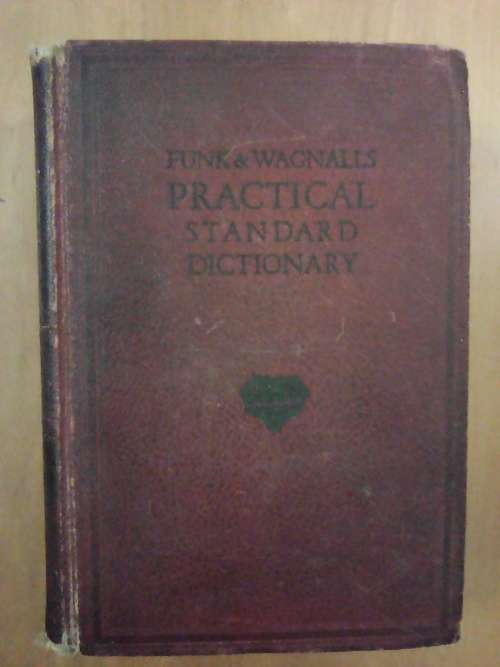 FUNK & WAGNALLS
PRACTICAL
STANDARD
DICTIONARY